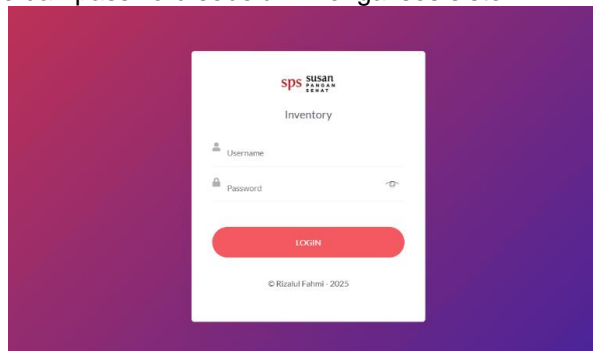 sps susan
PANGAN
SEHAT
Inventory
Username
Password
LOGIN
© Rizalul Fahmi - 2025